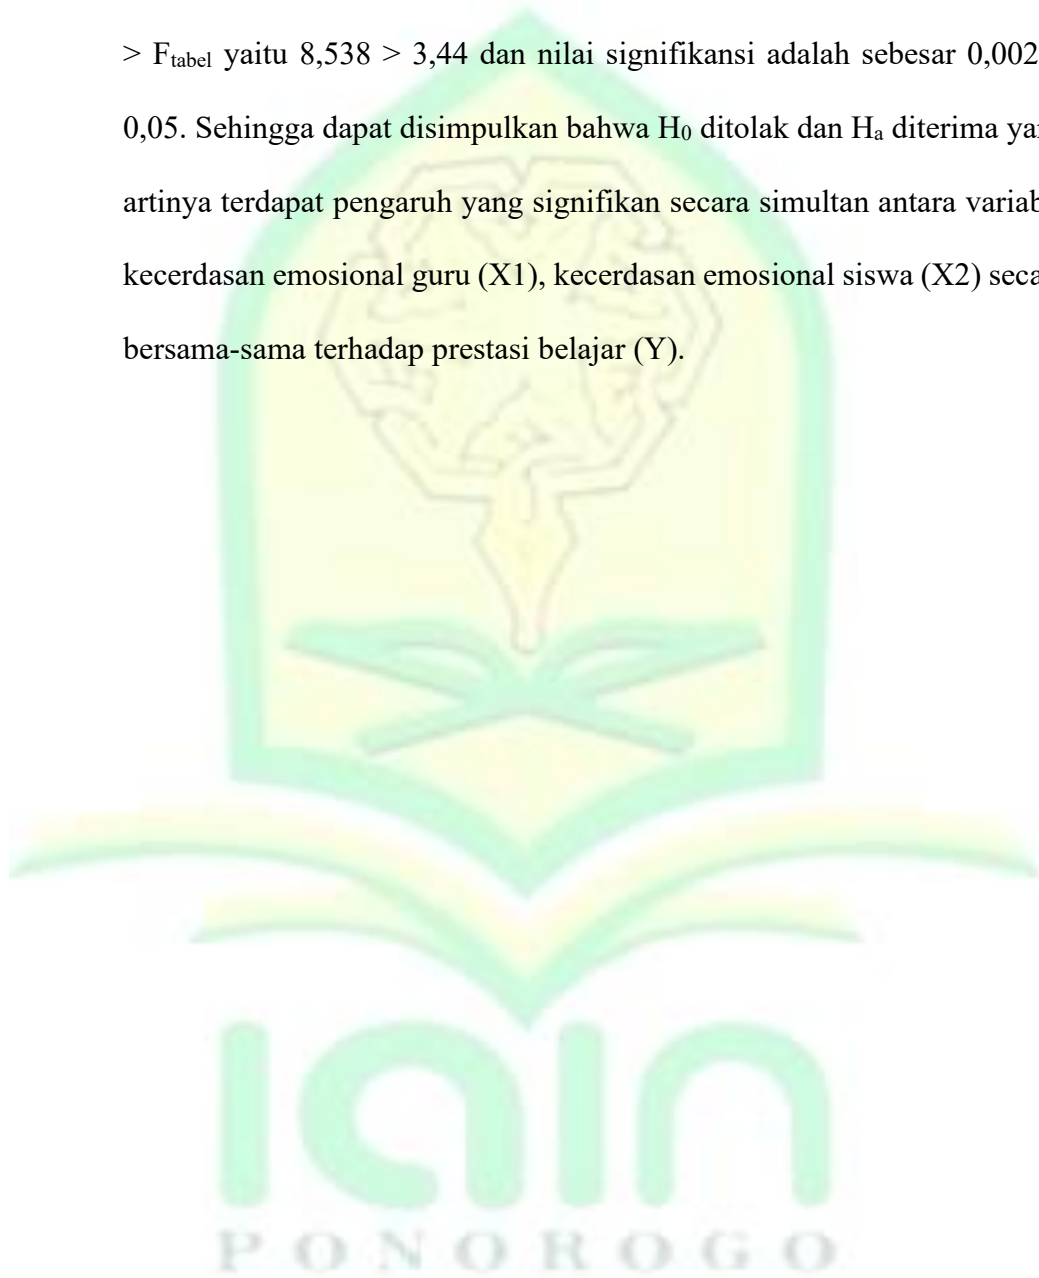 > Ftabel yaitu 8,538 > 3,44 dan nilai signifikansi adalah sebesar 0,002
0,05. Sehingga dapat disimpulkan bahwa H0 ditolak dan Ha diterima
artinya terdapat pengaruh yang signifikan secara simultan antara
kecerdasan emosional guru (X1), kecerdasan emosional siswa (X2)
bersama-sama terhadap prestasi belajar (Y).
iain
PONOROGO